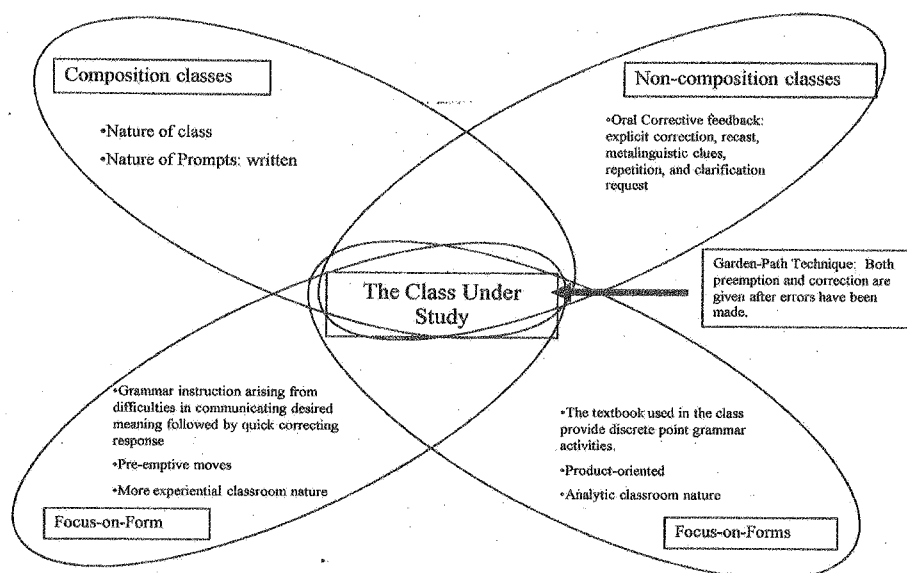 Composition classes
•Nature of class
•Nature of Prompts: written
Non-composition classes
•Oral Corrective feedback:
explicit correction, recast,
metalinguistic clues,
repetition, and clarification
request
The Class Under
Study
Garden-Path Technique: Both
preemption and correction are
given after errors have been
made.
•Grammar instruction arising from
difficulties in communicating desired
meaning followed by quick correcting
response
•Pre-emptive moves
•More experiential classroom nature
Focus-on-Form
•The textbook used in the class
provide discrete point grammar
activities.
•Product-oriented
•Analytic classroom nature
Focus-on-Forms